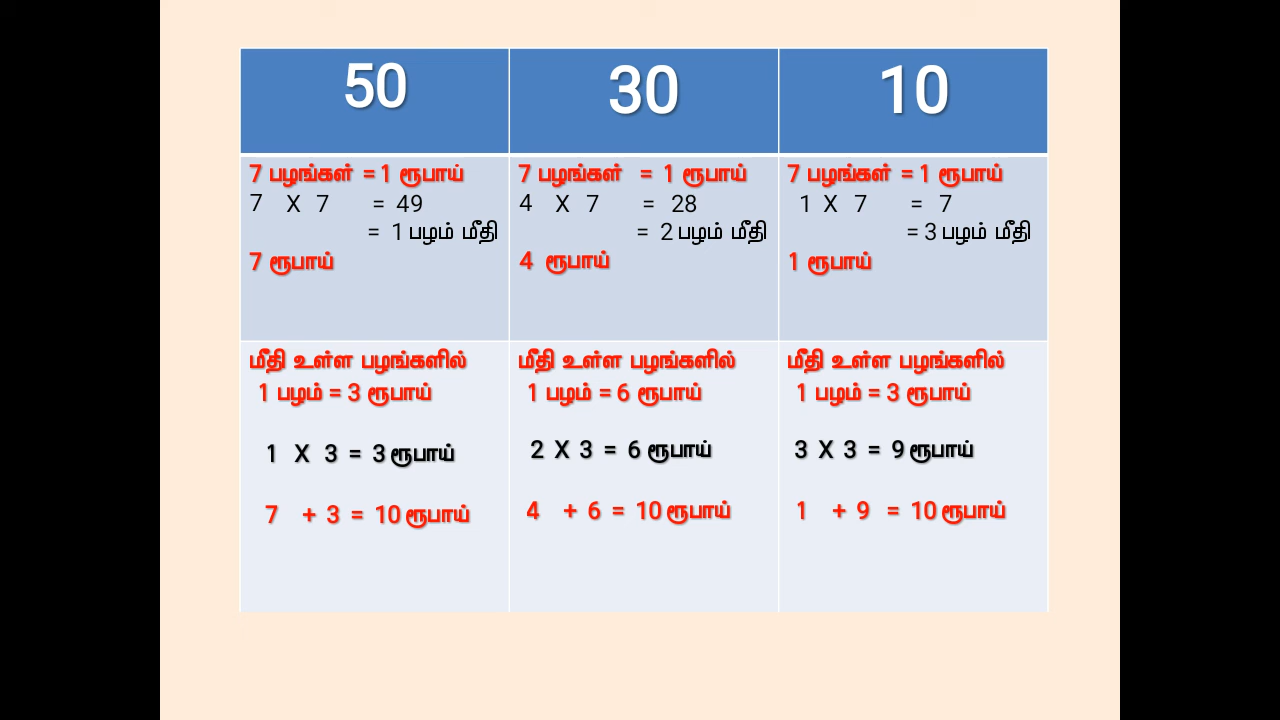 50
7 பழங்கள் = 1 ரூபாய்
7 X 7 = 49
= 1 பழம் மீதி
7 ரூபாய்
மீதி உள்ள பழங்களில்
1 பழம் = 3 ரூபாய்
1 X 3 = 3 ரூபாய்
7 + 3 = 10 ரூபாய்
30
7 பழங்கள் = 1 ரூபாய்
4 X 7 = 28
= 2 பழம் மீதி
4 ரூபாய்
மீதி உள்ள பழங்களில்
1 பழம் = 6 ரூபாய்
2 X 3 = 6 ரூபாய்
4 + 6 = 10 ரூபாய்
10
7 பழங்கள் = 1 ரூபாய்
1 X 7 = 7
= 3 பழம் மீதி
1 ரூபாய்
மீதி உள்ள பழங்களில்
1 பழம் = 3 ரூபாய்
3 X 3 = 9 ரூபாய்
1 + 9 = 10 ரூபாய்